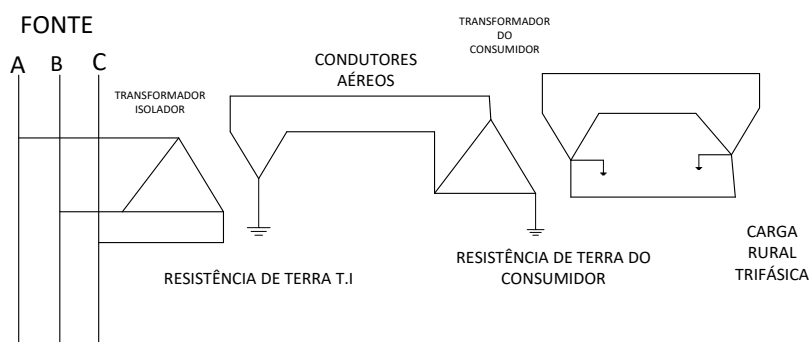 FONTE
A B C
TRANSFORMADOR
ISOLADOR
CONDUTORES
AÉREOS
TRANSFORMADOR
DO
CONSUMIDOR
RESISTÊNCIA DE TERRA T.I
RESISTÊNCIA DE TERRA DO
CONSUMIDOR
CARGA
RURAL
TRIFÁSICA